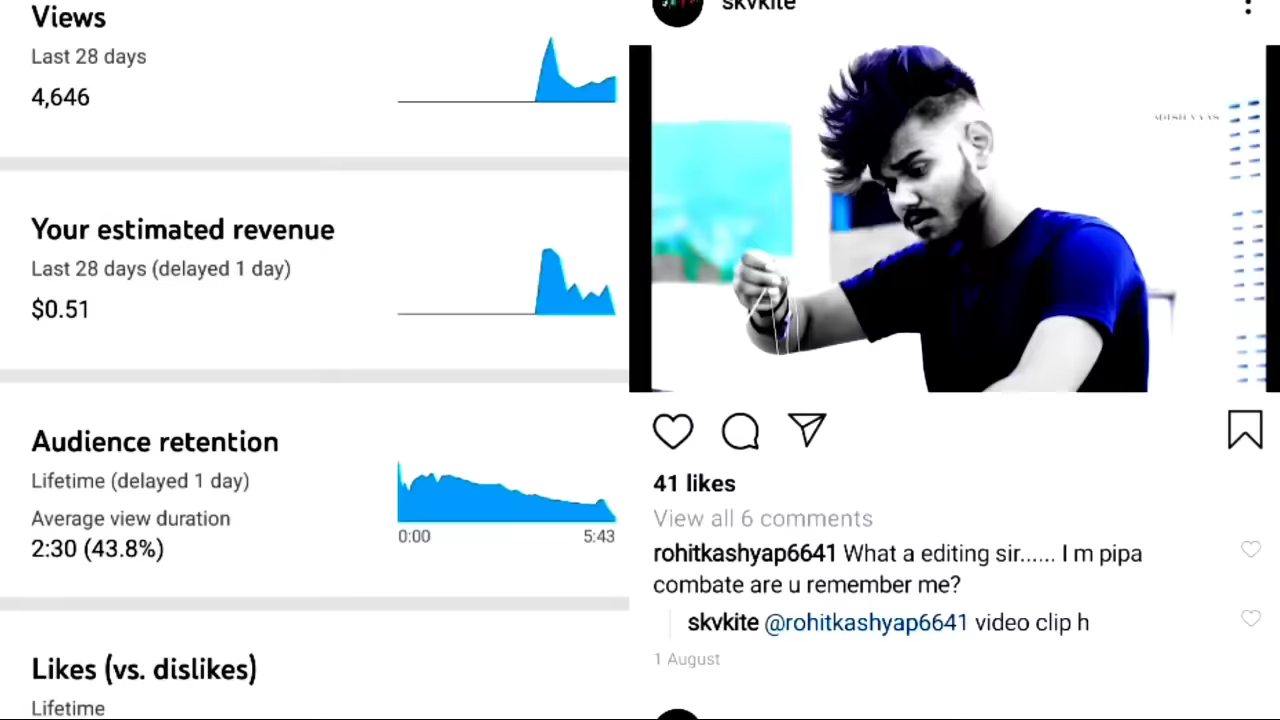 Views
Last 28 days
4,646
Your estimated revenue
Last 28 days (delayed 1 day)
$0.51
Audience retention
Lifetime (delayed 1 day)
Average view duration
2:30 (43.8%)
0:00
5:43
Likes (vs. dislikes)
Lifetime
skvkite
41 likes
View all 6 comments
rohitkashyap6641 What a editing sir...... I m pipa
combate are u remember me?
skvkite @rohitkashyap6641 video clip h
1 August